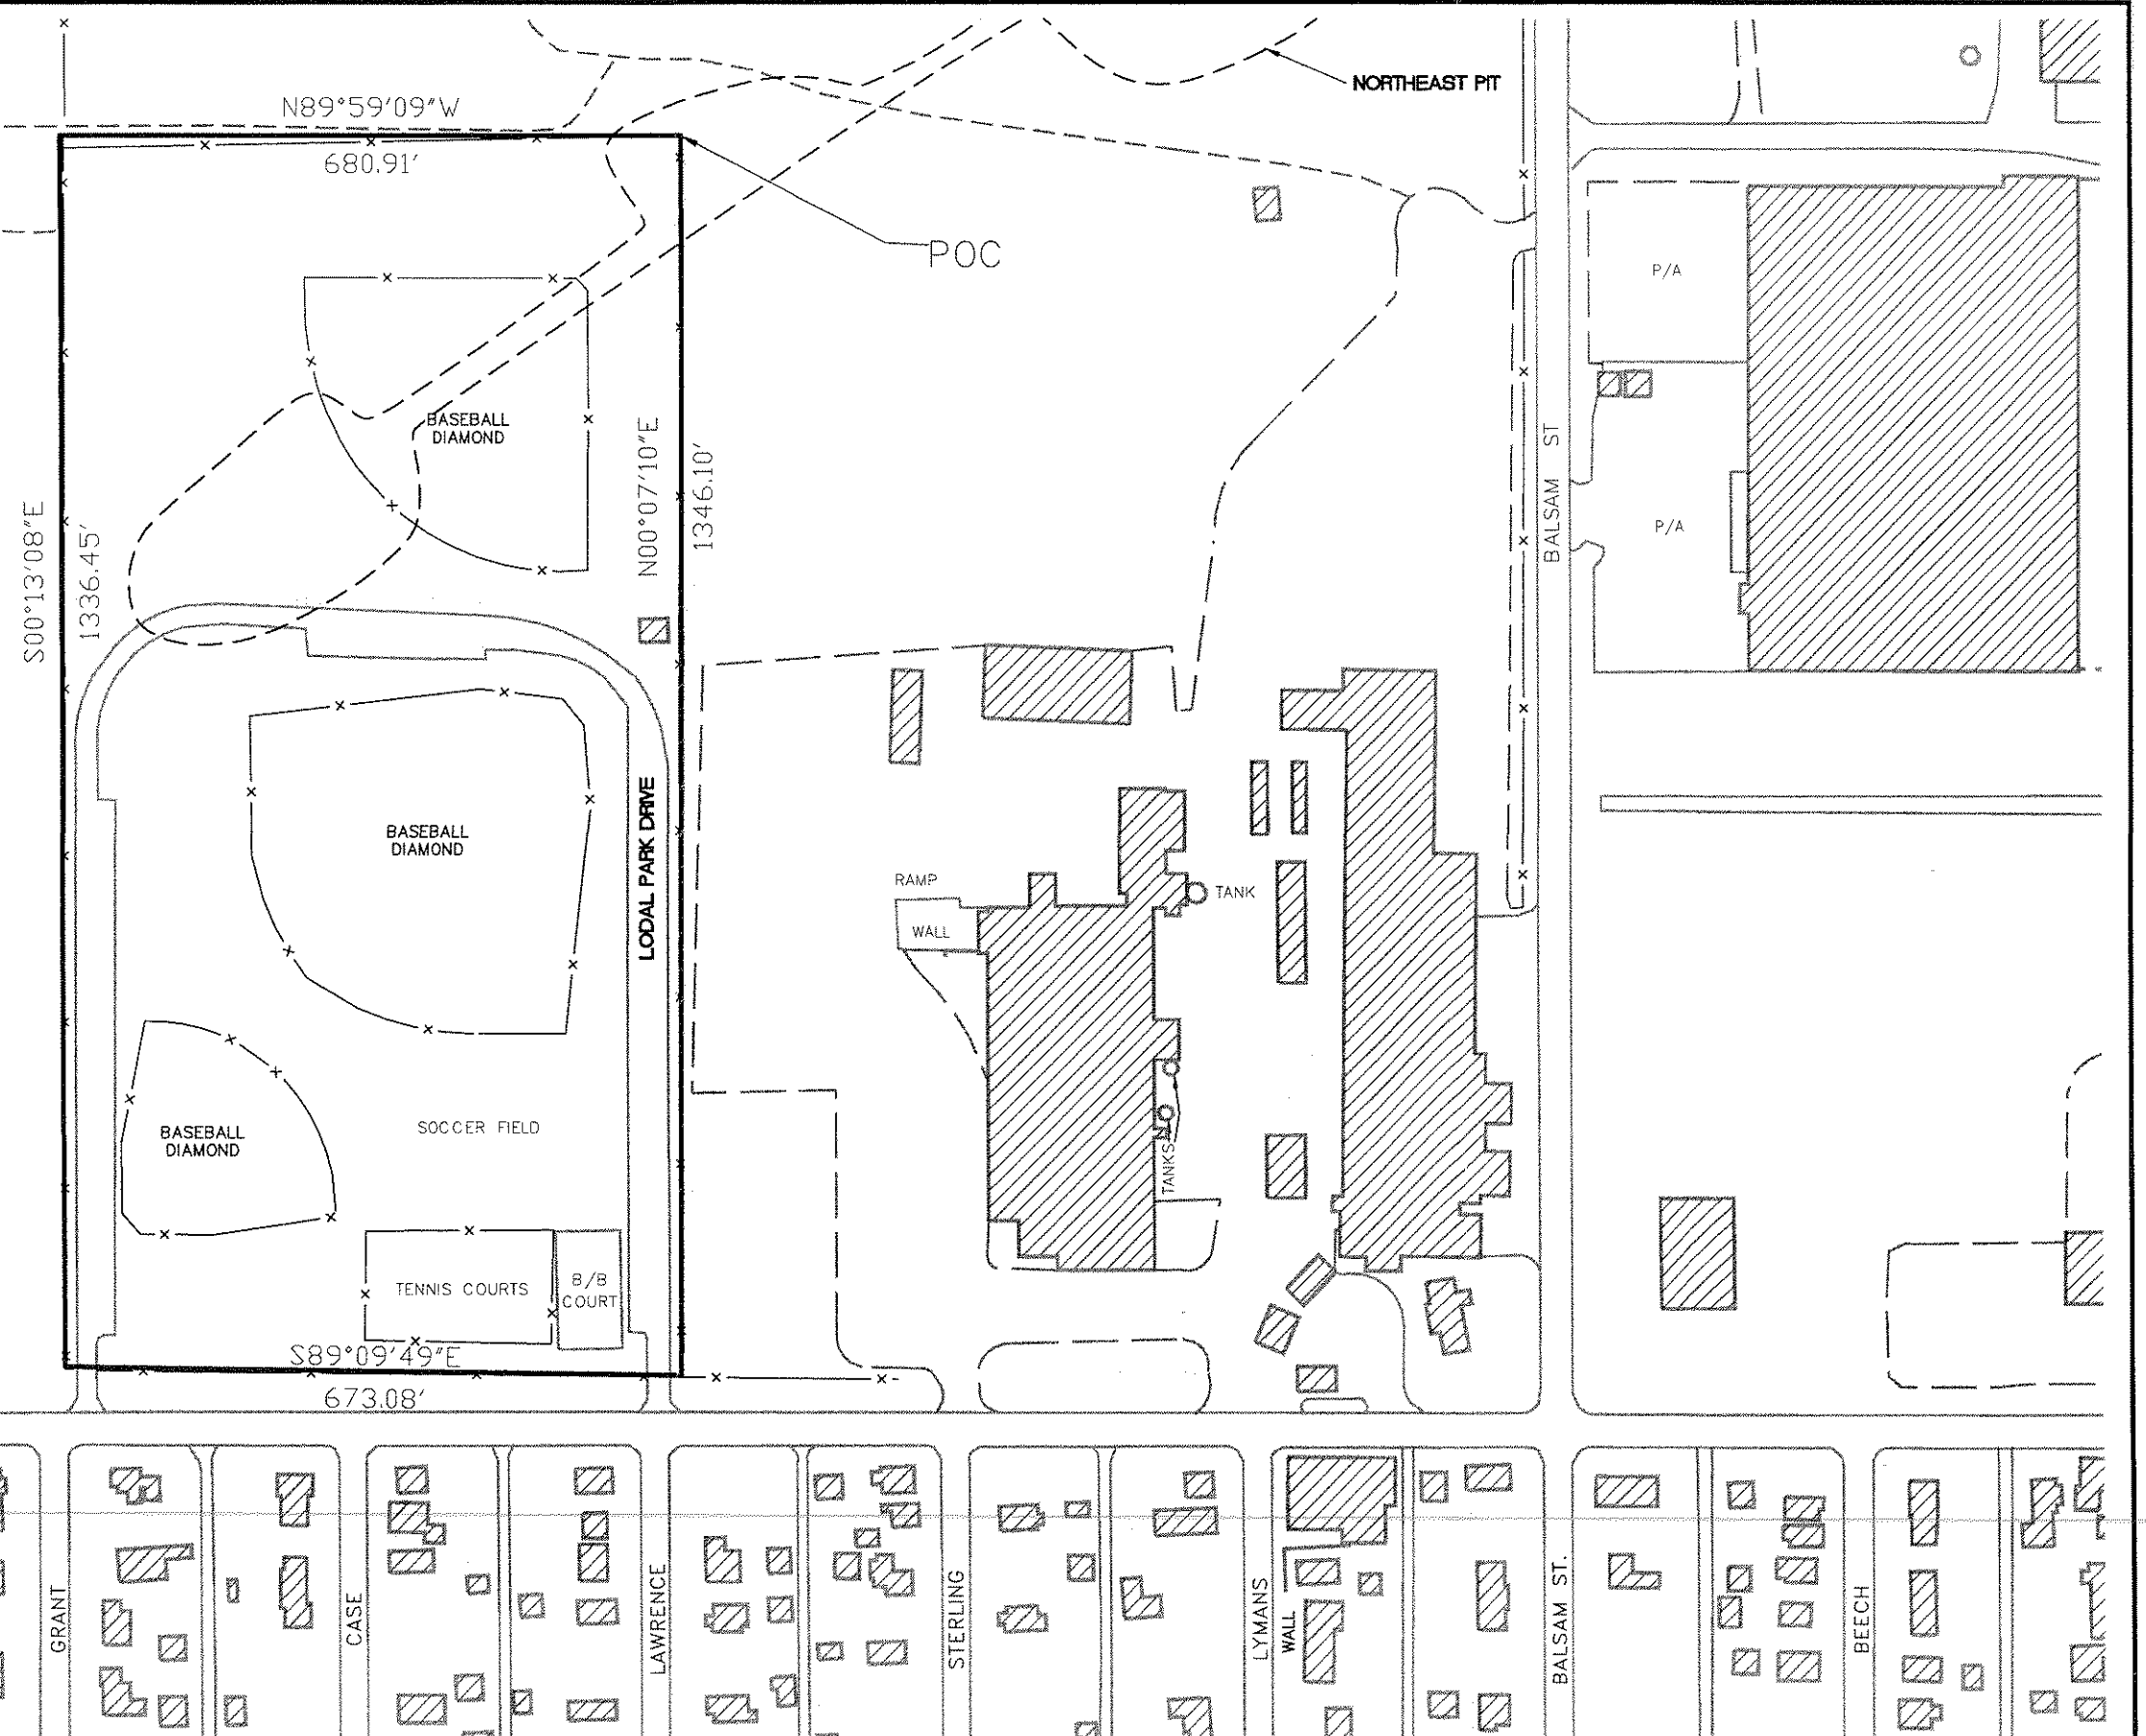 NORTHEAST PIT
N89°59'09"W
680.91'
POC
P/A
BASEBALL
DIAMOND
N00°07'10"E
1346.10'
S00°13'08"E
1336.45'
BALSAM ST
P/A
LODAL PARK DRIVE
BASEBALL
DIAMOND
RAMP
WALL
TANK
BASEBALL
DIAMOND
SOCCER FIELD
TANKS
TENNIS COURTS
B/B
COURT
S89°09'49"E
673.08'
GRANT
CASE
LAWRENCE
STERLING
LYMANS
WALL
BALSAM ST.
BEECH